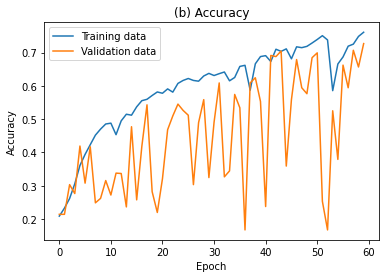 (b) Accuracy
Training data
Validation data
Accuracy
0.7
0.6
0.5
0.4
0.3
0.2
0
10
20
30
40
50
60
Epoch